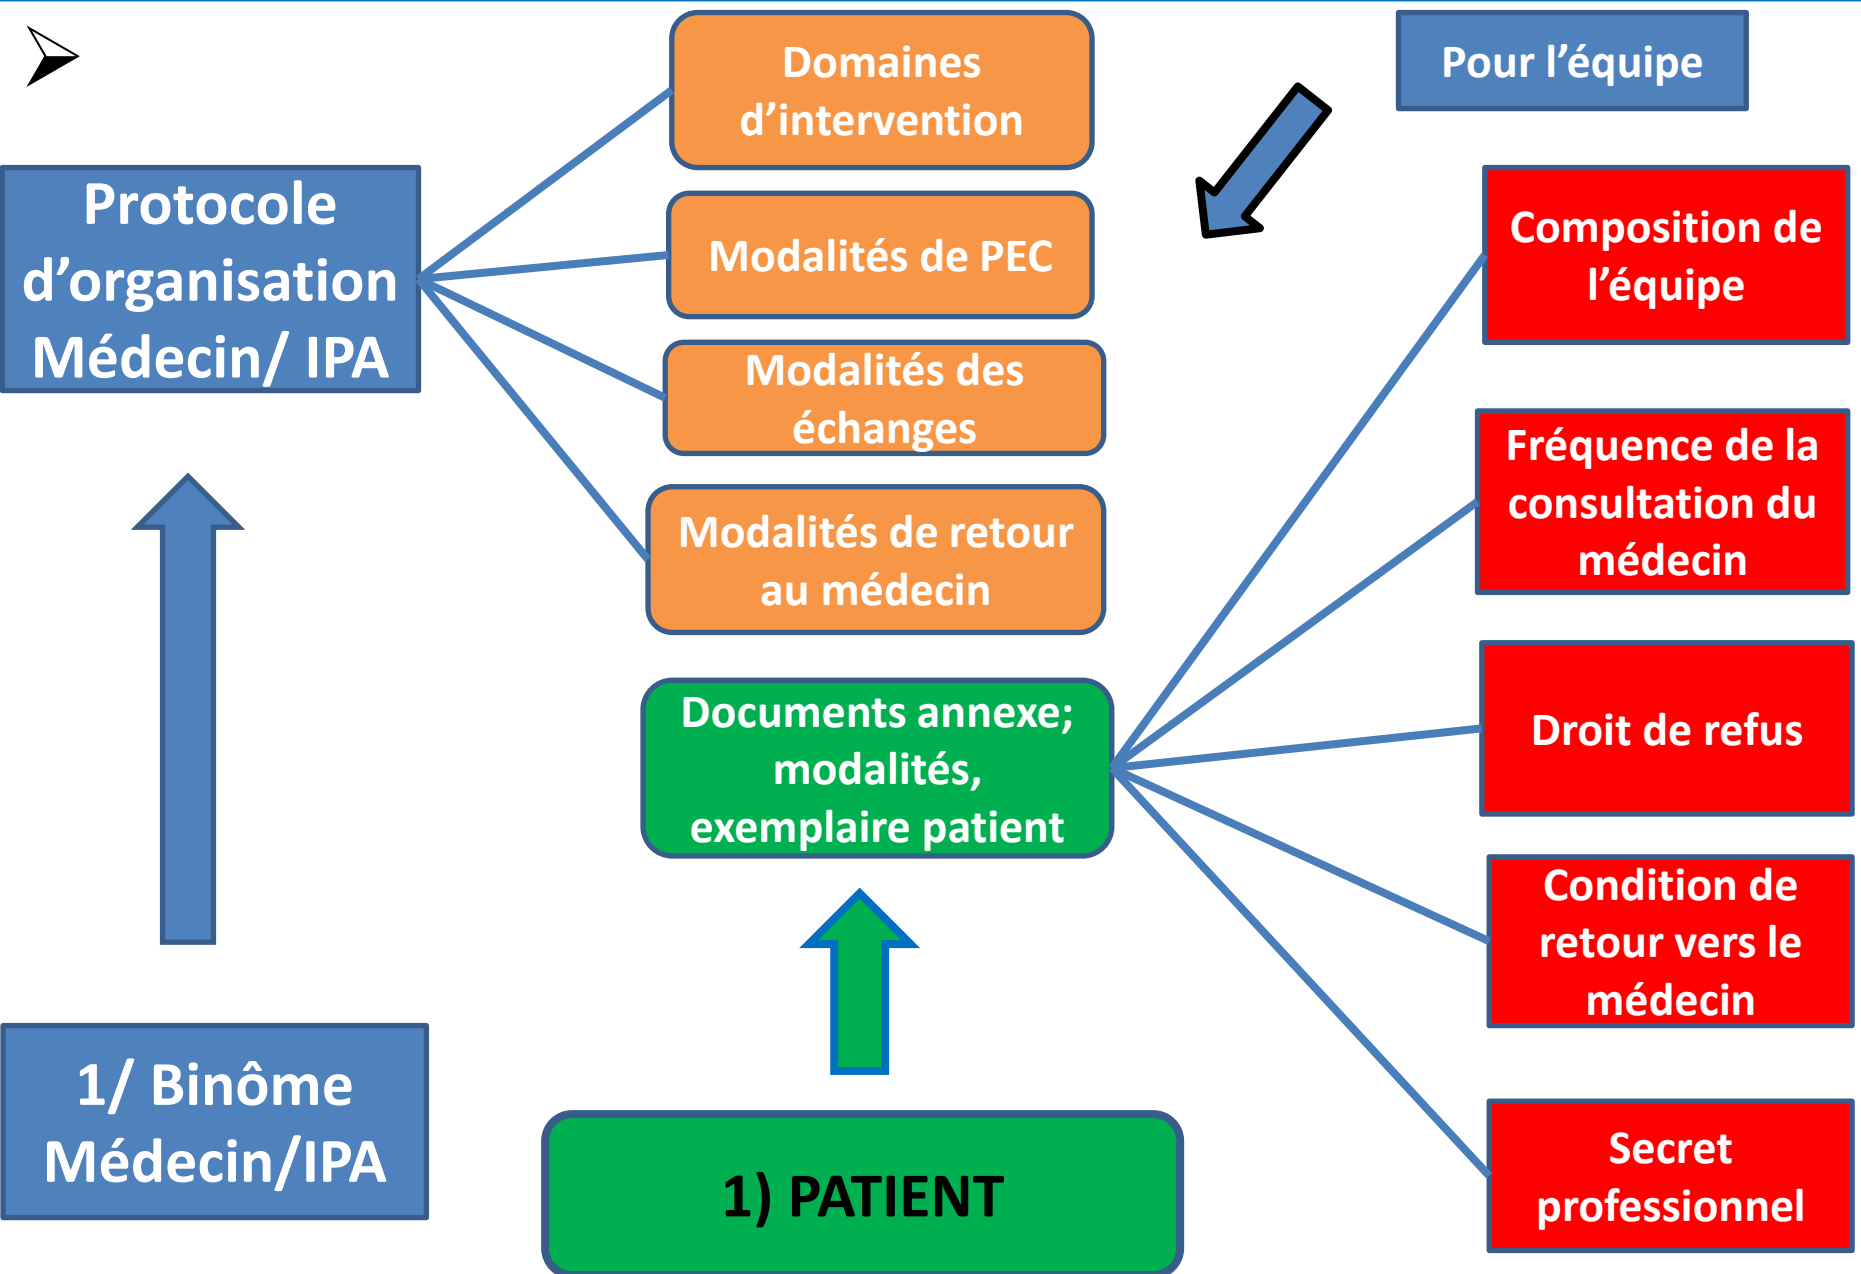 Domaines
d’intervention
Pour l’équipe
Protocole
d’organisation
Médecin/ IPA
Modalités de PEC
Modalités des
échanges
Modalités de retour
au médecin
Documents annexe;
modalités,
exemplaire patient
Composition de
l’équipe
Fréquence de la
consultation du
médecin
Droit de refus
Condition de
retour vers le
médecin
Secret
professionnel
1/ Binôme
Médecin/IPA
1) PATIENT